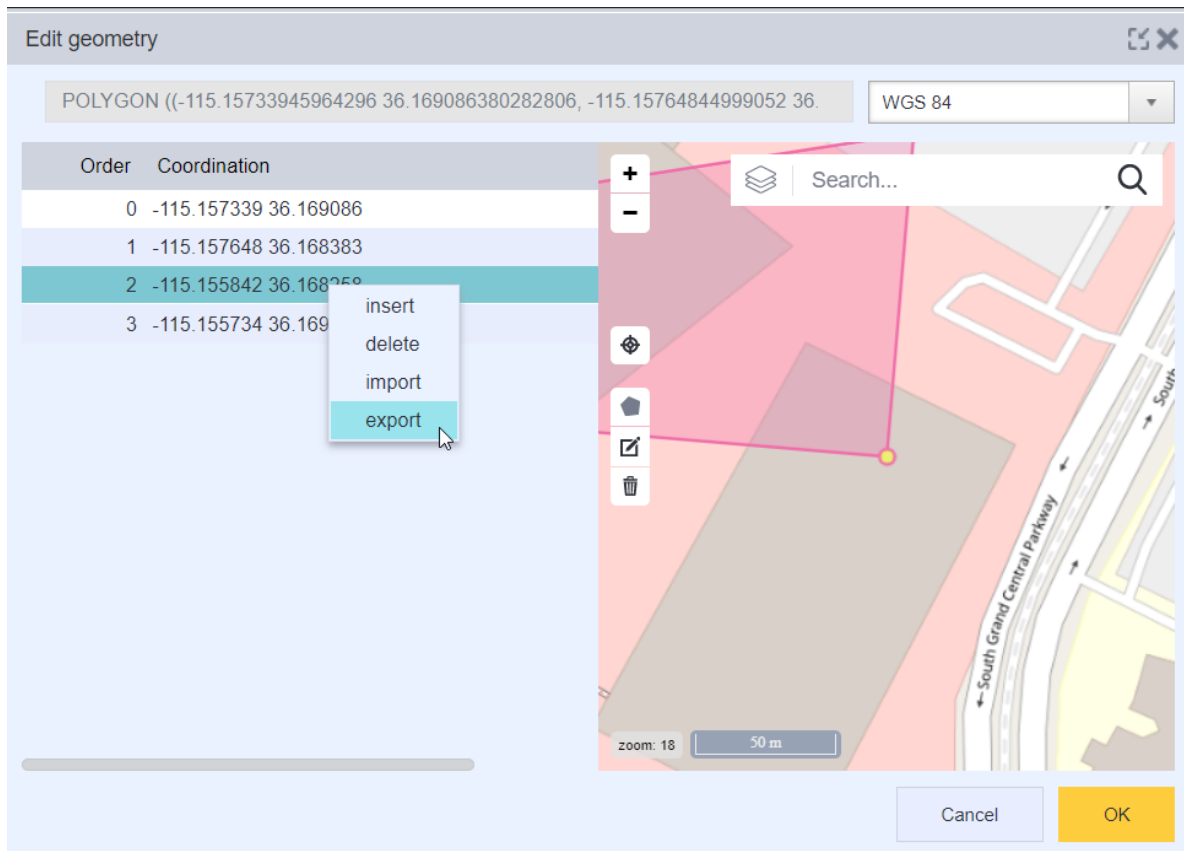 Edit geometry
POLYGON ((-115.15733945964296 36.169086380282806, -115.15764844999052 36.
WGS 84
Order Coordination
0 -115.157339 36.169086
1 -115.157648 36.168383
2 -115.155842 36.168258
3 -115.155734 36.169
insert
delete
import
export
+
Search...
−
South
South Grand Central Parkway
zoom: 18
50 m
Cancel
OK